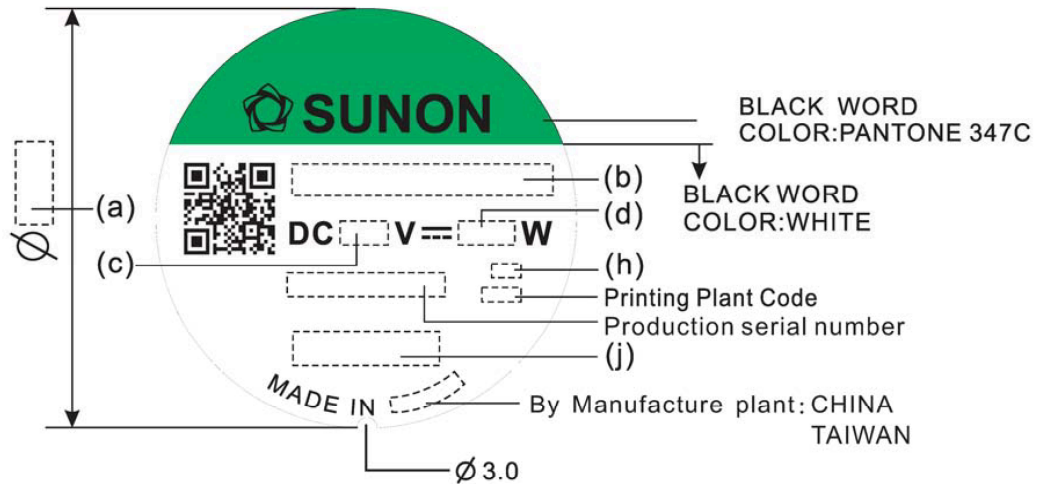 SUNON
BLACK WORD
COLOR:PANTONE 347C
BLACK WORD
COLOR:WHITE
(a)
Ø
(b)
(d)
DC V W
(c)
(h)
Printing Plant Code
Production serial number
(j)
MADE IN
By Manufacture plant: CHINA
TAIWAN
Ø 3.0